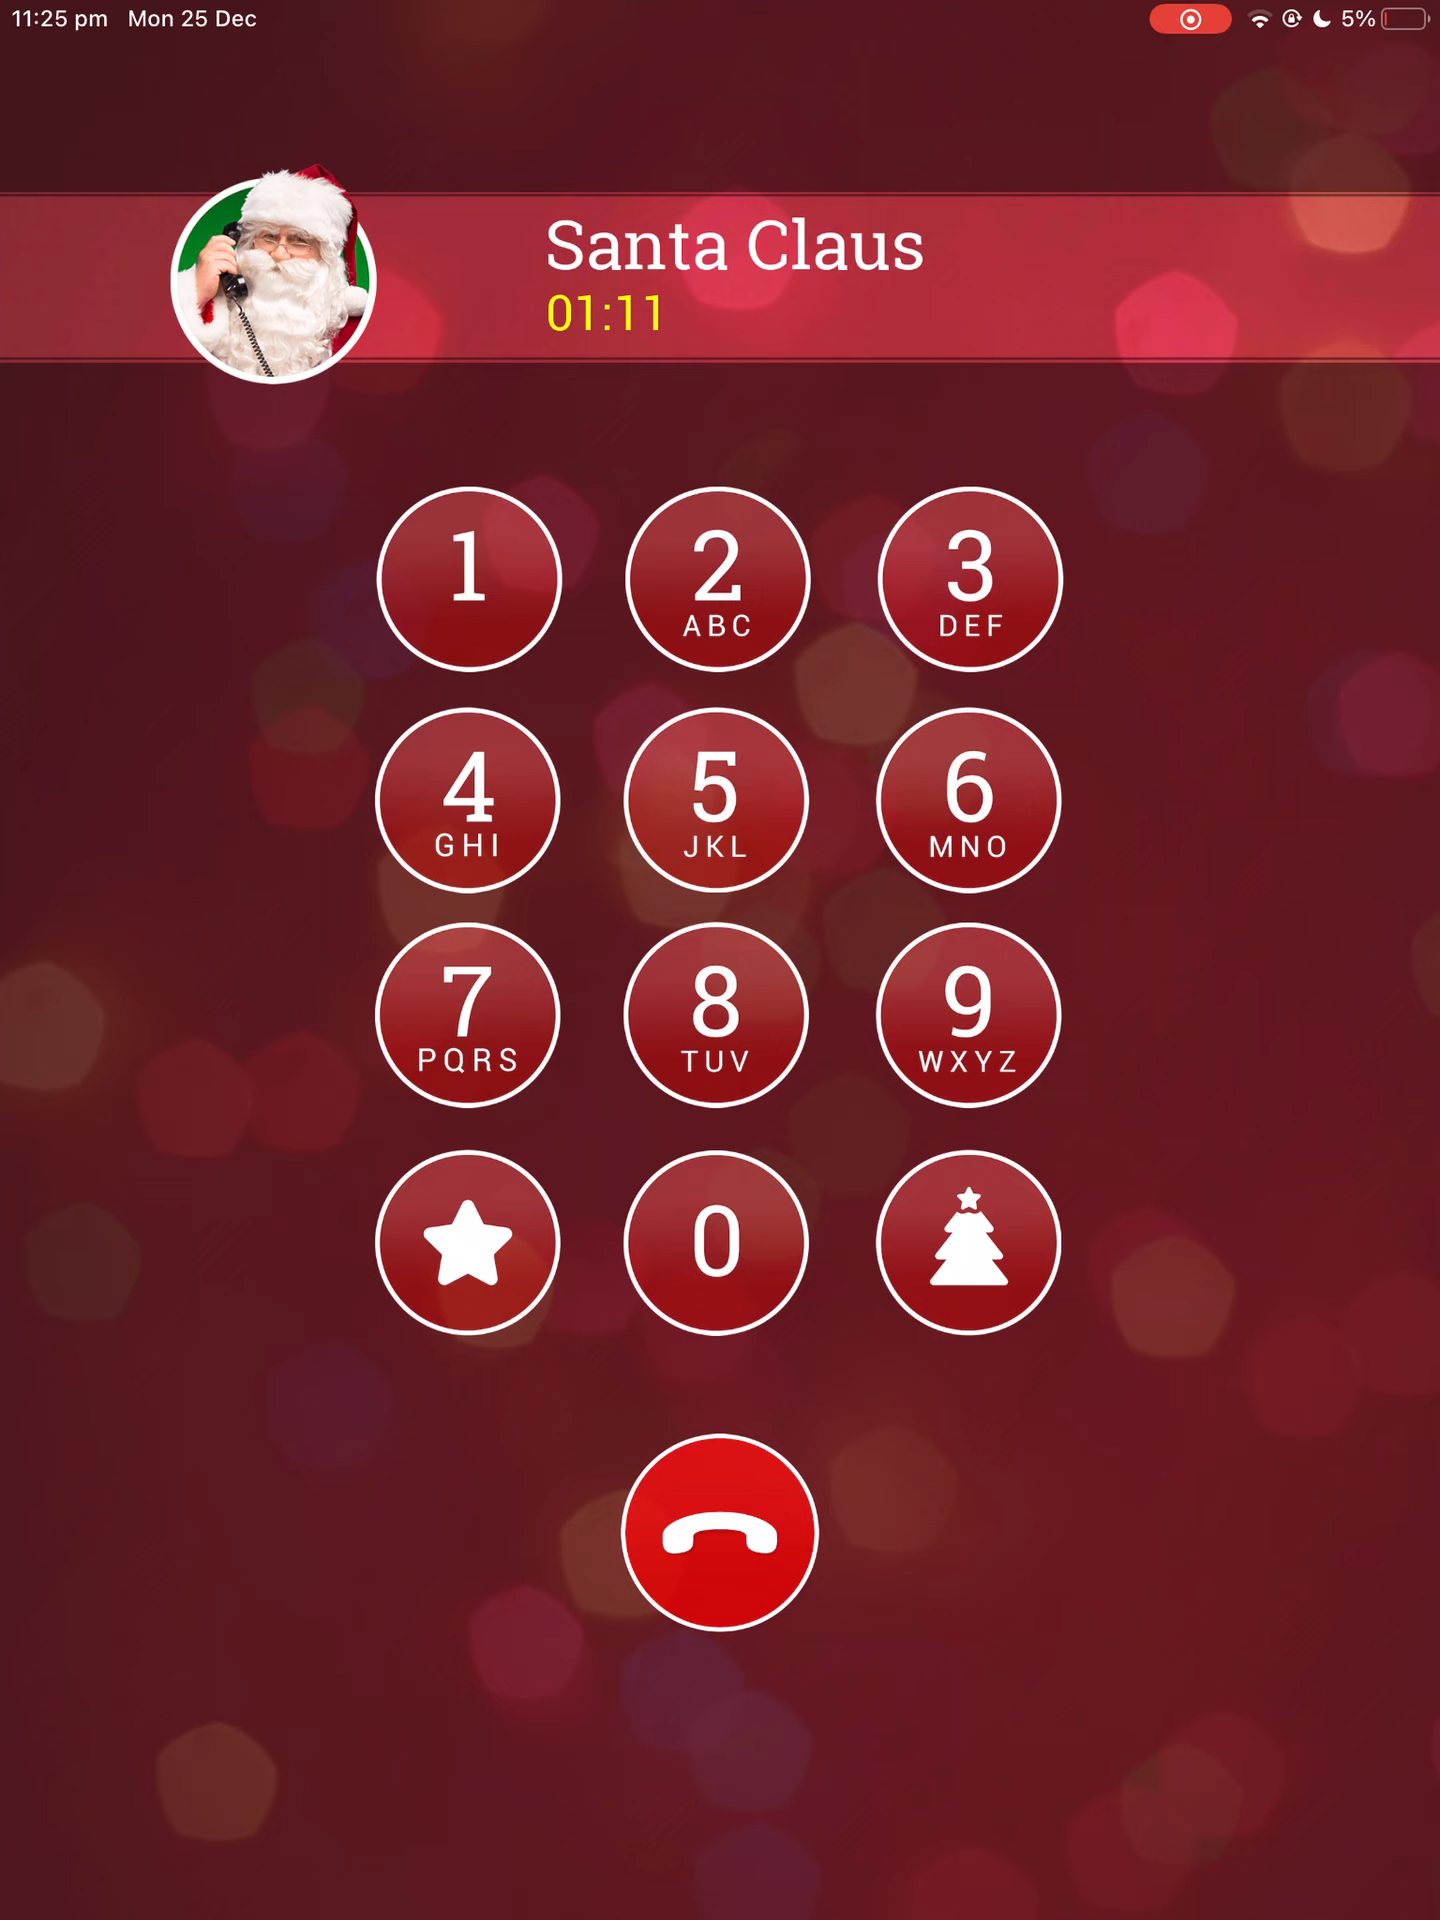 11:25 pm Mon 25 Dec 5%
Santa Claus
01:11
1 2 3
ABC DEF
4 5 6
GHI JKL MNO
7 8 9
PQRS TUV WXYZ
0